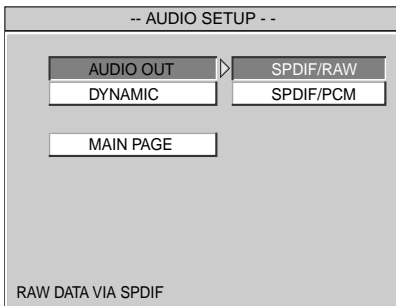 -- AUDIO SETUP - -
AUDIO OUT SPDIF/RAW
DYNAMIC SPDIF/PCM
MAIN PAGE
RAW DATA VIA SPDIF